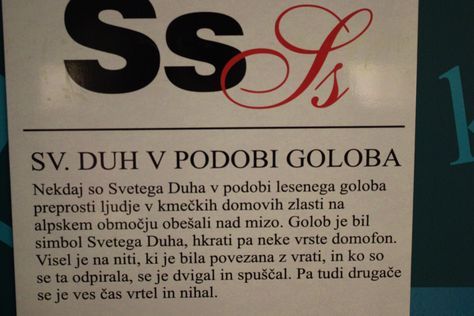 Ss Ss
SV. DUH V PODOBI GOLOBA
Nekdaj so Svetega Duha v podobi lesenega goloba
preprosti ljudje v kmečkih domovih zlasti na
alpskem območju obešali nad mizo. Golob je bil
simbol Svetega Duha, hkrati pa neke vrste domofon.
Visel je na niti, ki je bila povezana z vrati, in ko so
se ta odpirala, se je dvigal in spuščal. Pa tudi drugače
se je ves čas vrtel in nihal.